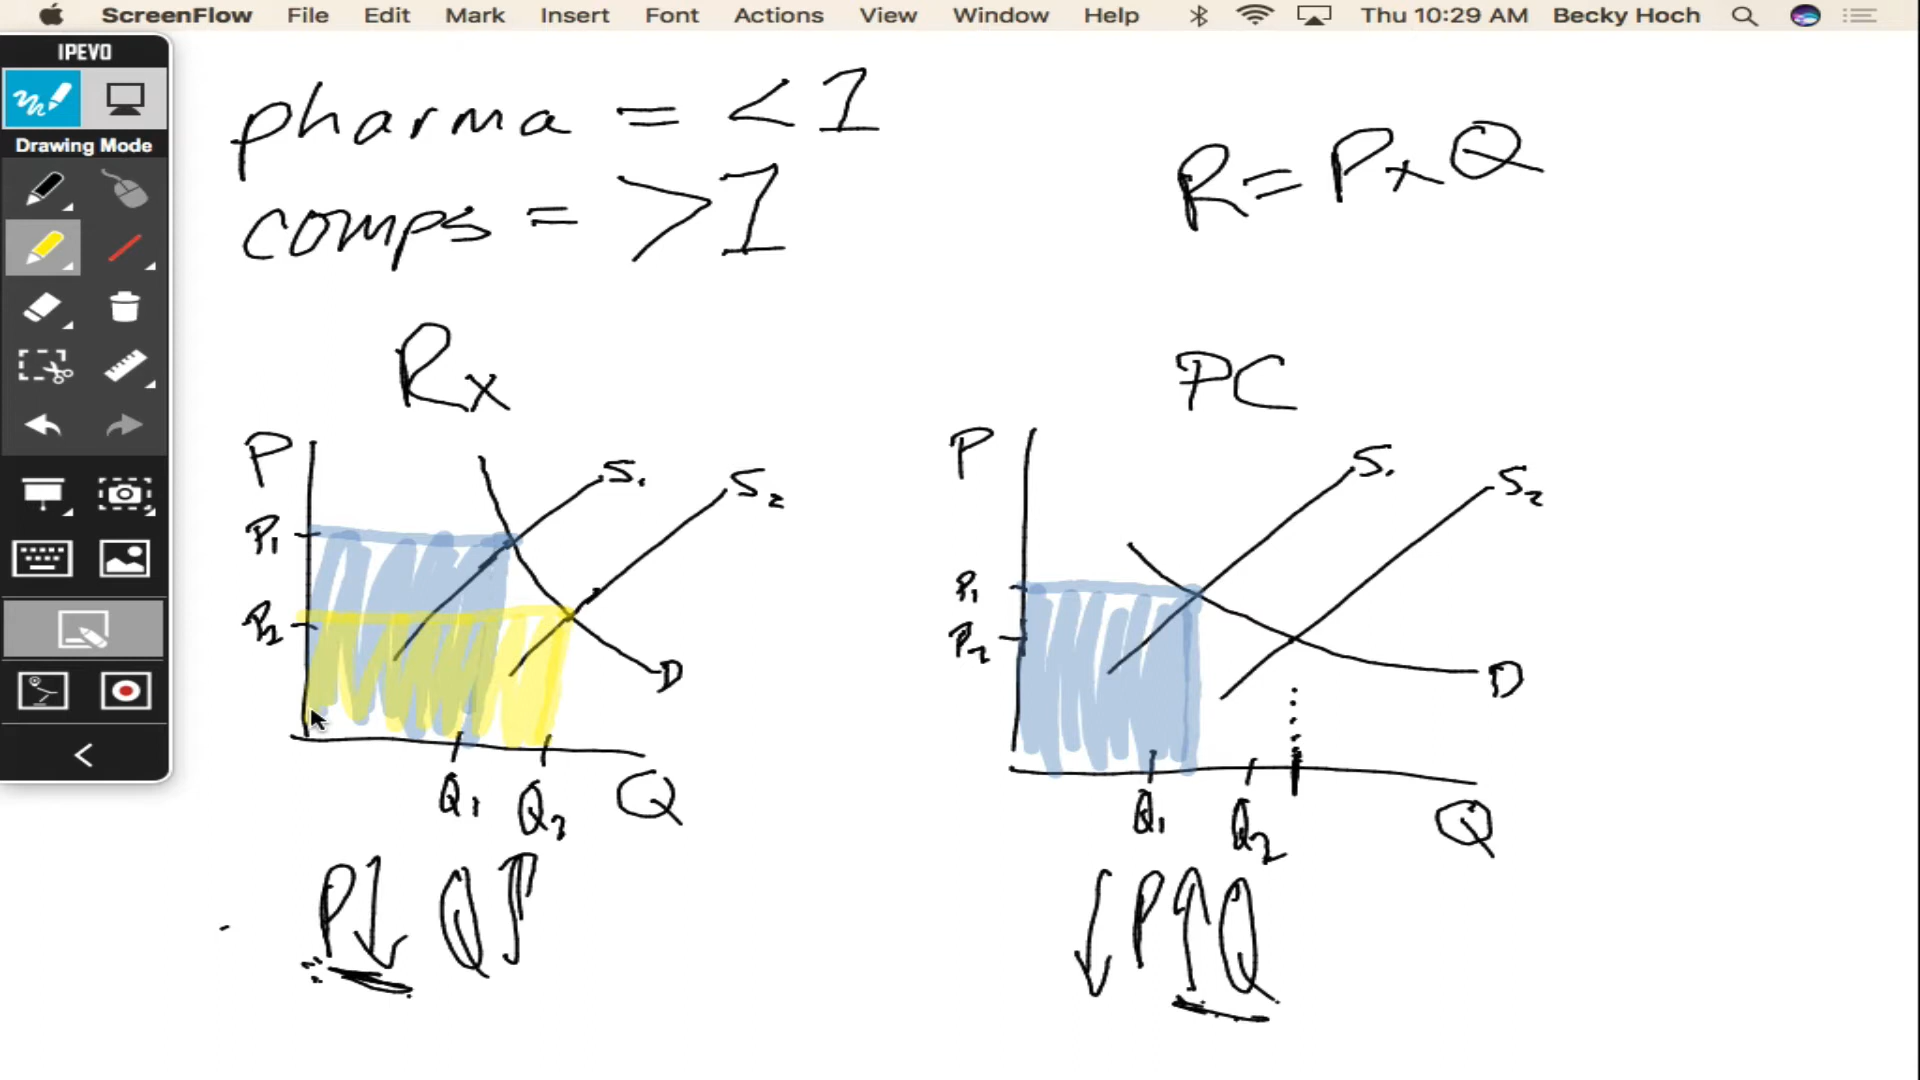 ScreenFlow File Edit Mark Insert Font Actions View Window Help Thu 10:29 AM Becky Hoch
IPEVO
Drawing Mode
pharma = <1
comps = >1
R = P x Q
Rx
P
S1
S2
P1
P2
D
Q1
Q2
Q
P↓ Q↑
PC
P
S1
S2
P1
P2
D
Q1
Q2
Q
↓P ↑Q